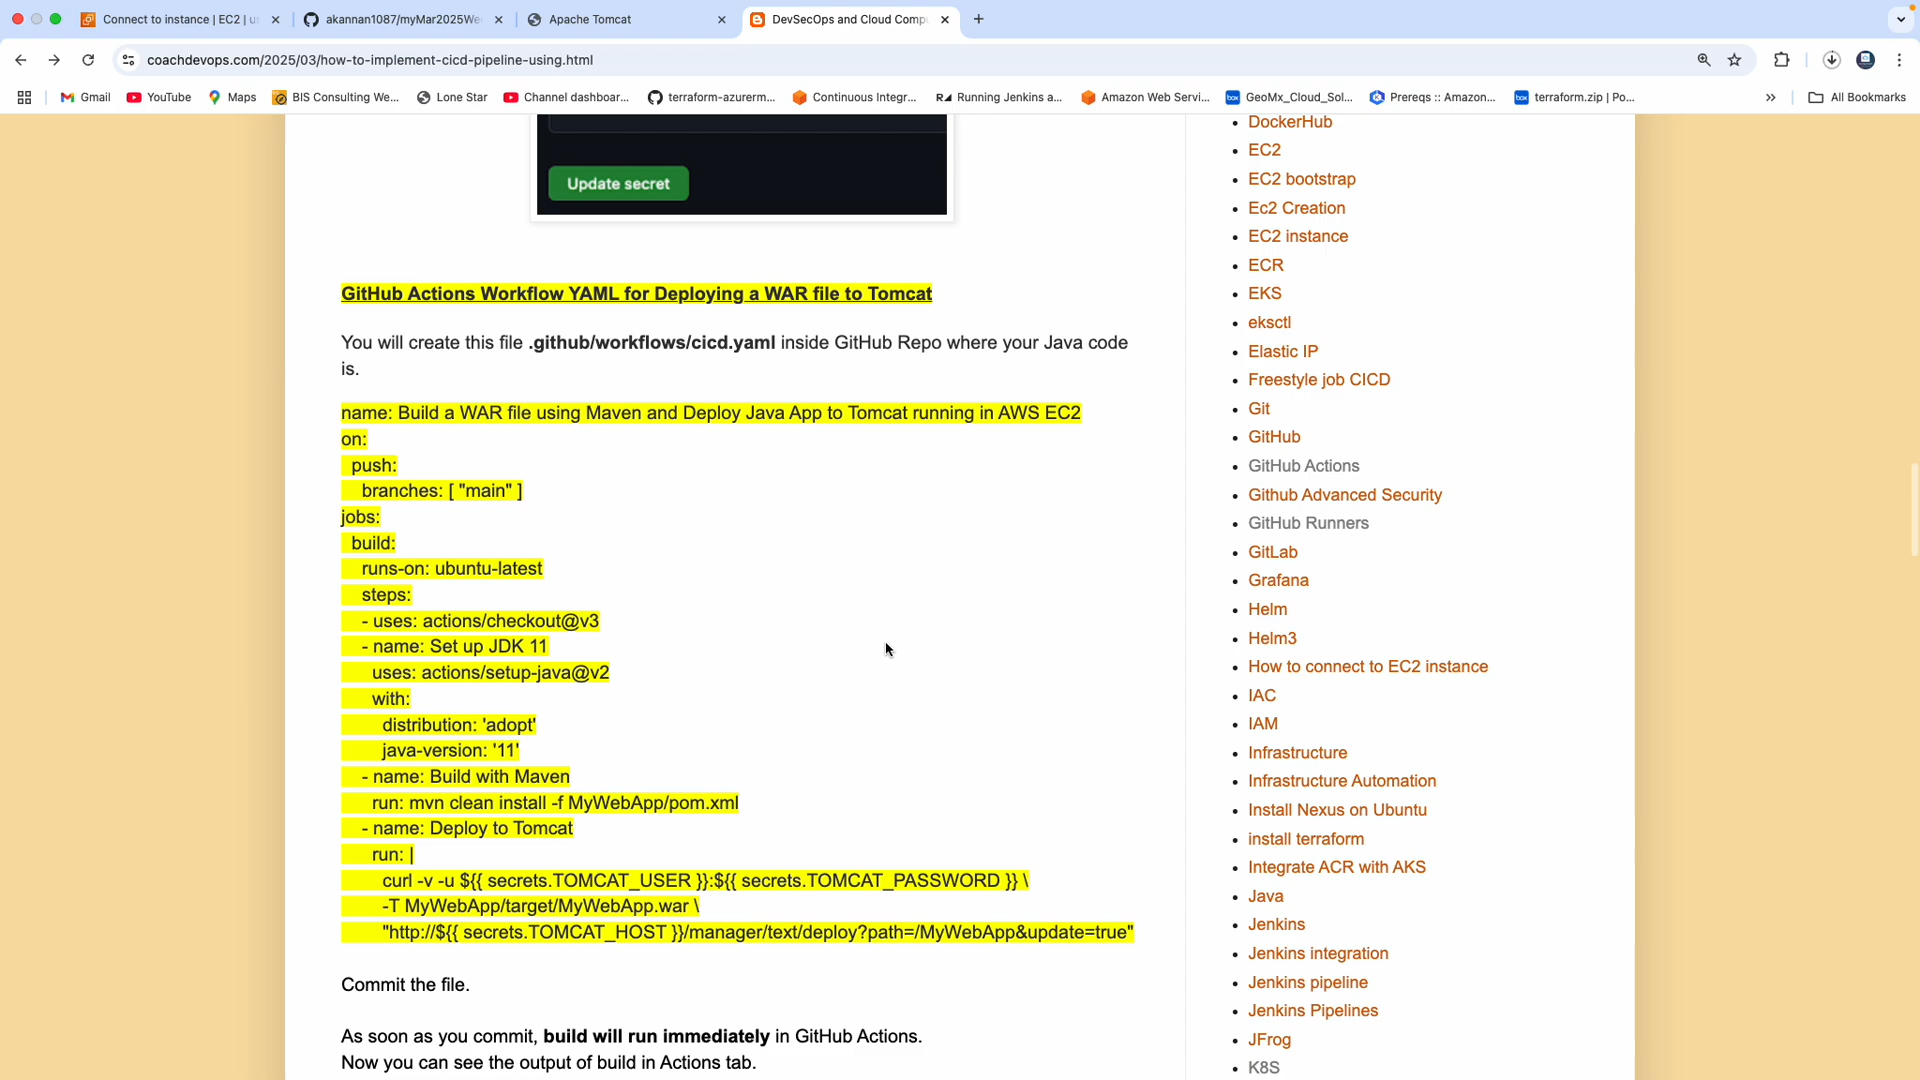 Connect to instance | EC2 | us
akannan1087/myMar2025We
Apache Tomcat
DevSecOps and Cloud Comp
coachdevops.com/2025/03/how-to-implement-cicd-pipeline-using.html
Gmail
YouTube
Maps
BIS Consulting We...
Lone Star
Channel dashboar...
terraform-azurerm...
Continuous Integr...
Running Jenkins a...
Amazon Web Servi...
GeoMx_Cloud_Sol...
Prereqs :: Amazon...
terraform.zip | Po...
All Bookmarks
Update secret
GitHub Actions Workflow YAML for Deploying a WAR file to Tomcat
You will create this file .github/workflows/cicd.yaml inside GitHub Repo where your Java code
is.
name: Build a WAR file using Maven and Deploy Java App to Tomcat running in AWS EC2
on:
push:
branches: [ "main" ]
jobs:
build:
runs-on: ubuntu-latest
steps:
- uses: actions/checkout@v3
- name: Set up JDK 11
uses: actions/setup-java@v2
with:
distribution: 'adopt'
java-version: '11'
- name: Build with Maven
run: mvn clean install -f MyWebApp/pom.xml
- name: Deploy to Tomcat
run: |
curl -v -u ${{ secrets.TOMCAT_USER }}:${{ secrets.TOMCAT_PASSWORD }} \
-T MyWebApp/target/MyWebApp.war \
"http://${{ secrets.TOMCAT_HOST }}/manager/text/deploy?path=/MyWebApp&update=true"
Commit the file.
As soon as you commit, build will run immediately in GitHub Actions.
Now you can see the output of build in Actions tab.
DockerHub
EC2
EC2 bootstrap
Ec2 Creation
EC2 instance
ECR
EKS
eksctl
Elastic IP
Freestyle job CICD
Git
GitHub
GitHub Actions
Github Advanced Security
GitHub Runners
GitLab
Grafana
Helm
Helm3
How to connect to EC2 instance
IAC
IAM
Infrastructure
Infrastructure Automation
Install Nexus on Ubuntu
install terraform
Integrate ACR with AKS
Java
Jenkins
Jenkins integration
Jenkins pipeline
Jenkins Pipelines
JFrog
K8S